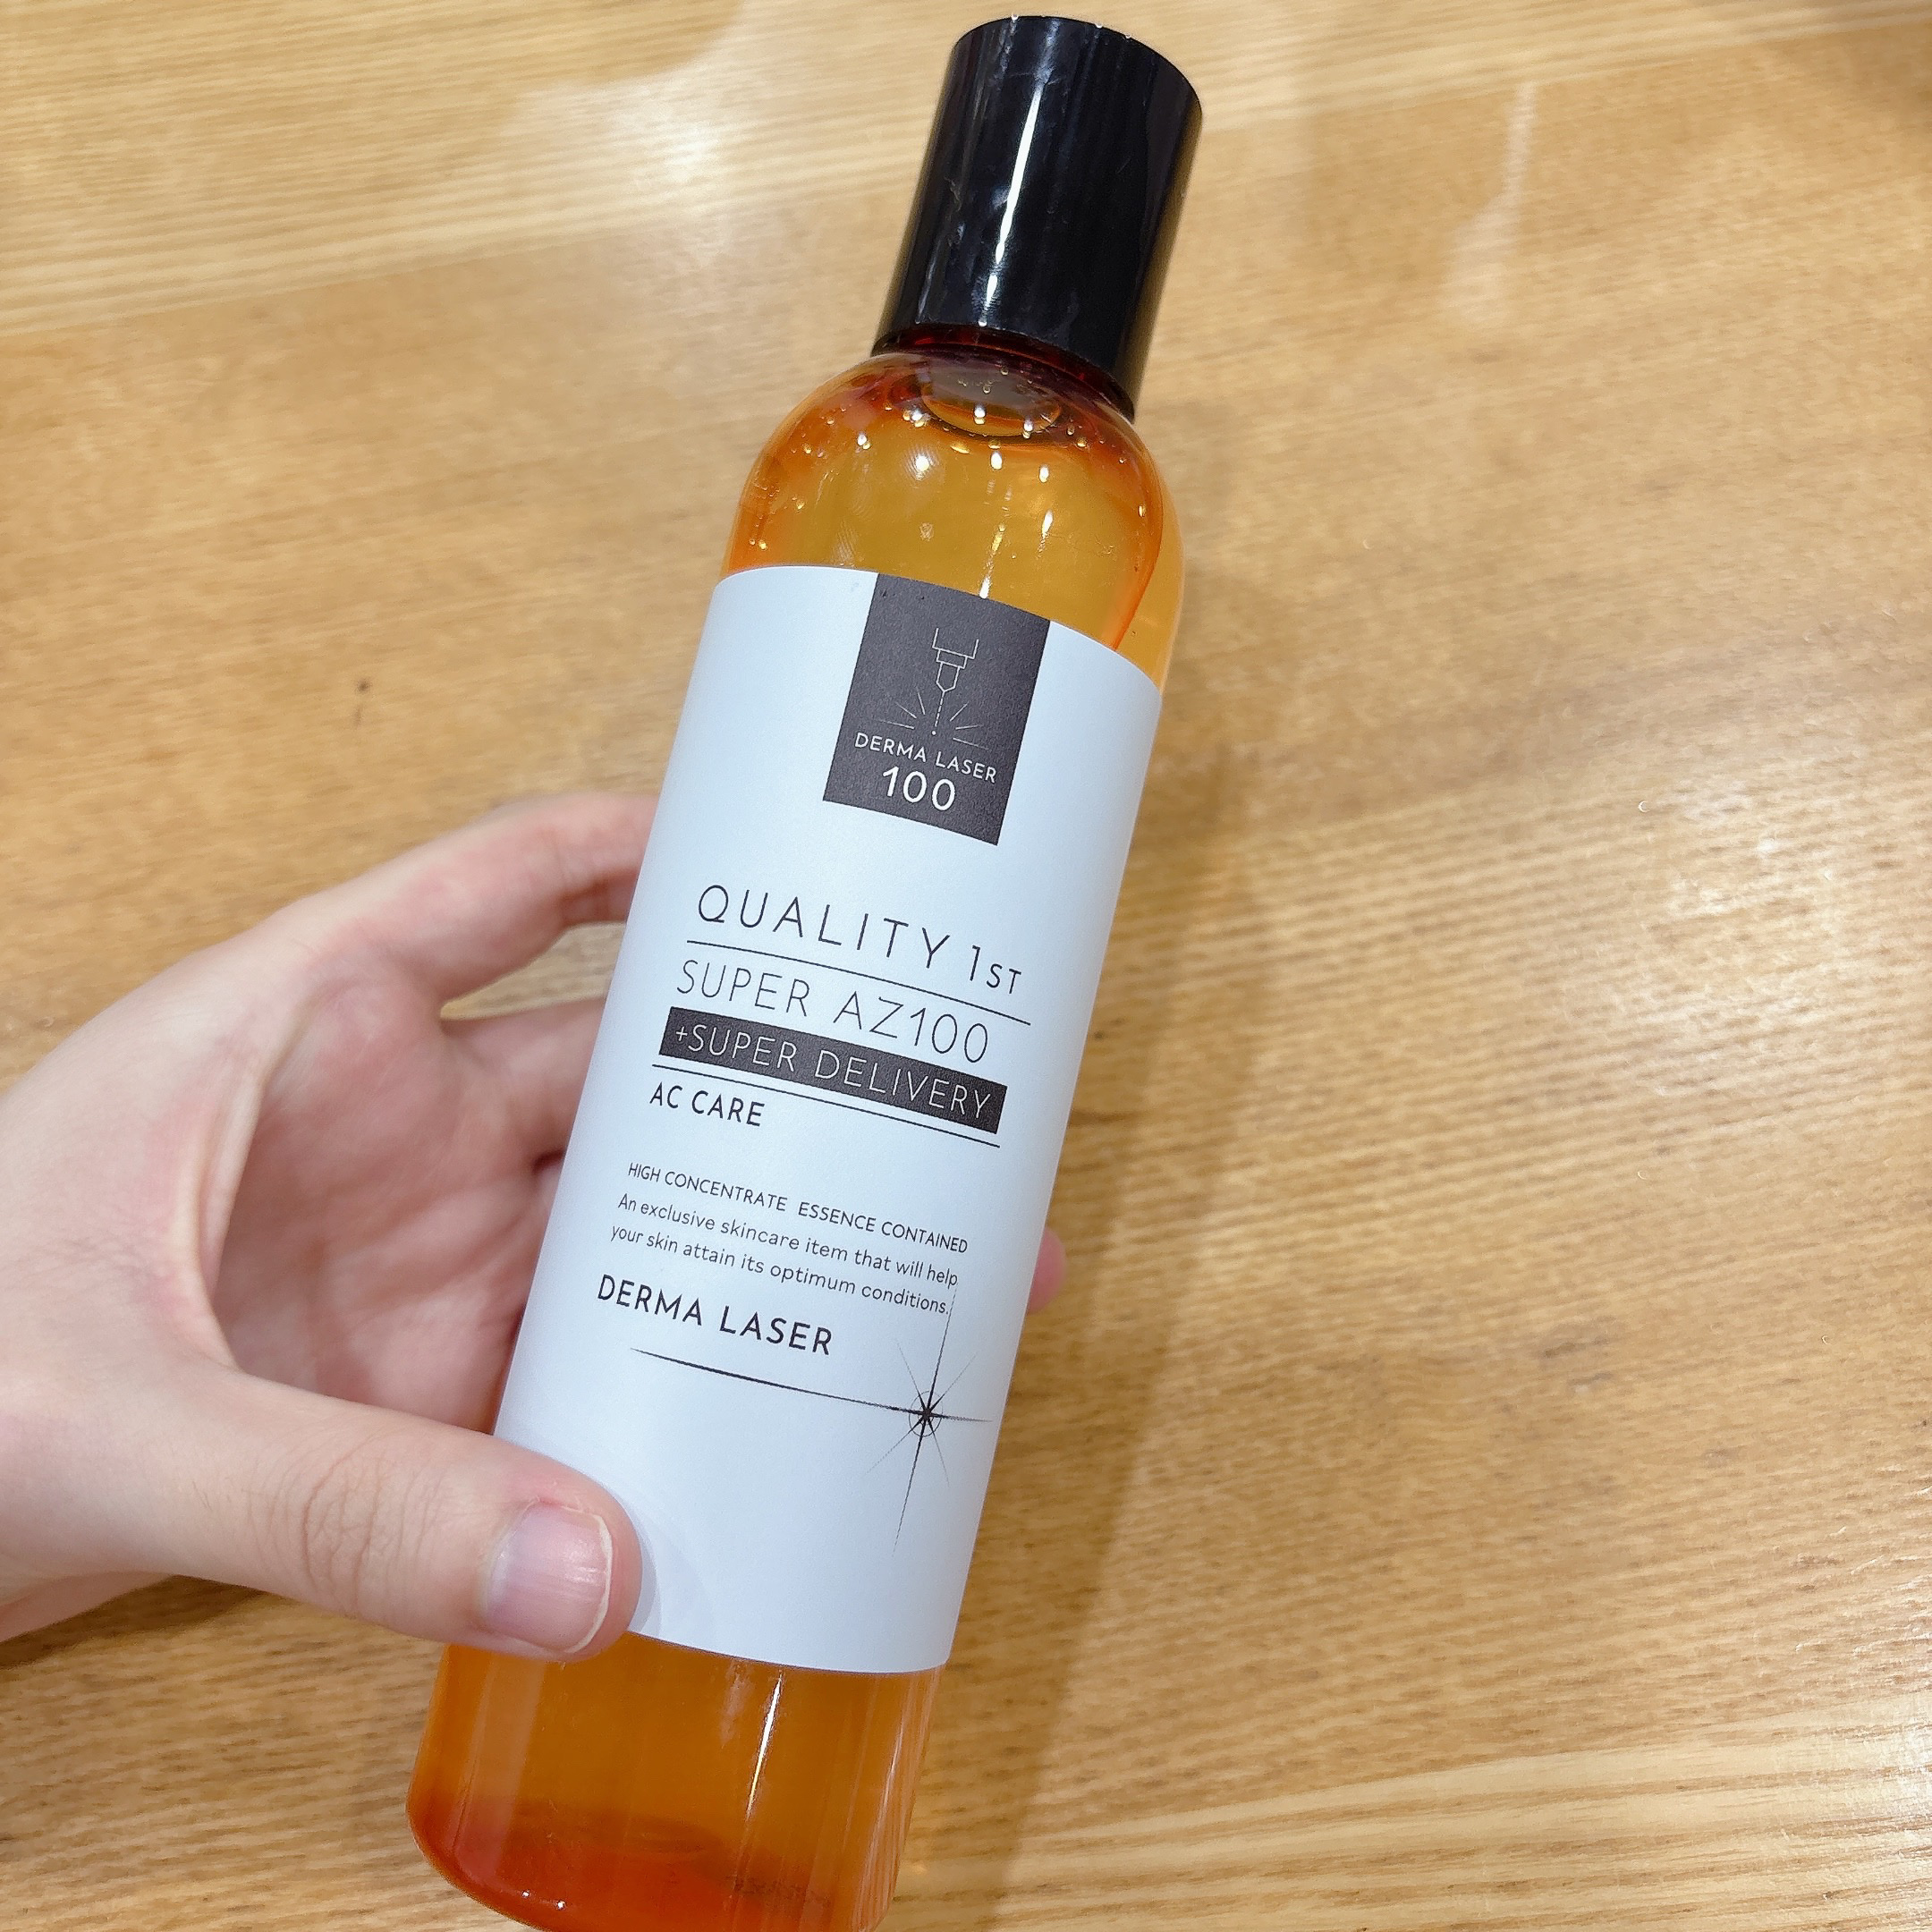 DERMA LASER
100
QUALITY 1ST
SUPER AZ100
+SUPER DELIVERY
AC CARE
HIGH CONCENTRATE ESSENCE CONTAINED
An exclusive skincare item that will help
your skin attain its optimum conditions.
DERMA LASER